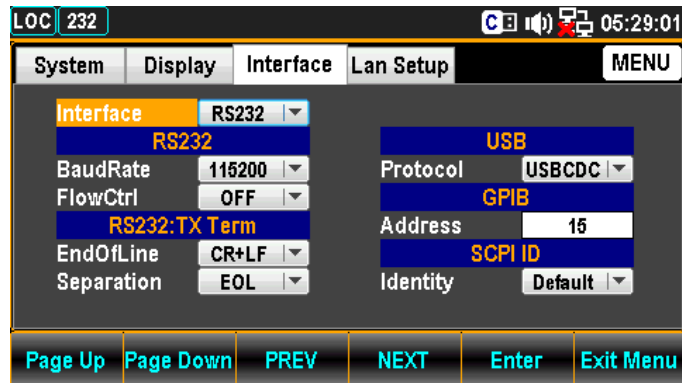 LOC 232 C 05:29:01
System Display Interface Lan Setup MENU
Interface RS232
RS232 USB
BaudRate 115200 Protocol USBCDC
FlowCtrl OFF GPIB
RS232:TX Term Address 15
EndOfLine CR+LF SCPI ID
Separation EOL Identity Default
Page Up Page Down PREV NEXT Enter Exit Menu